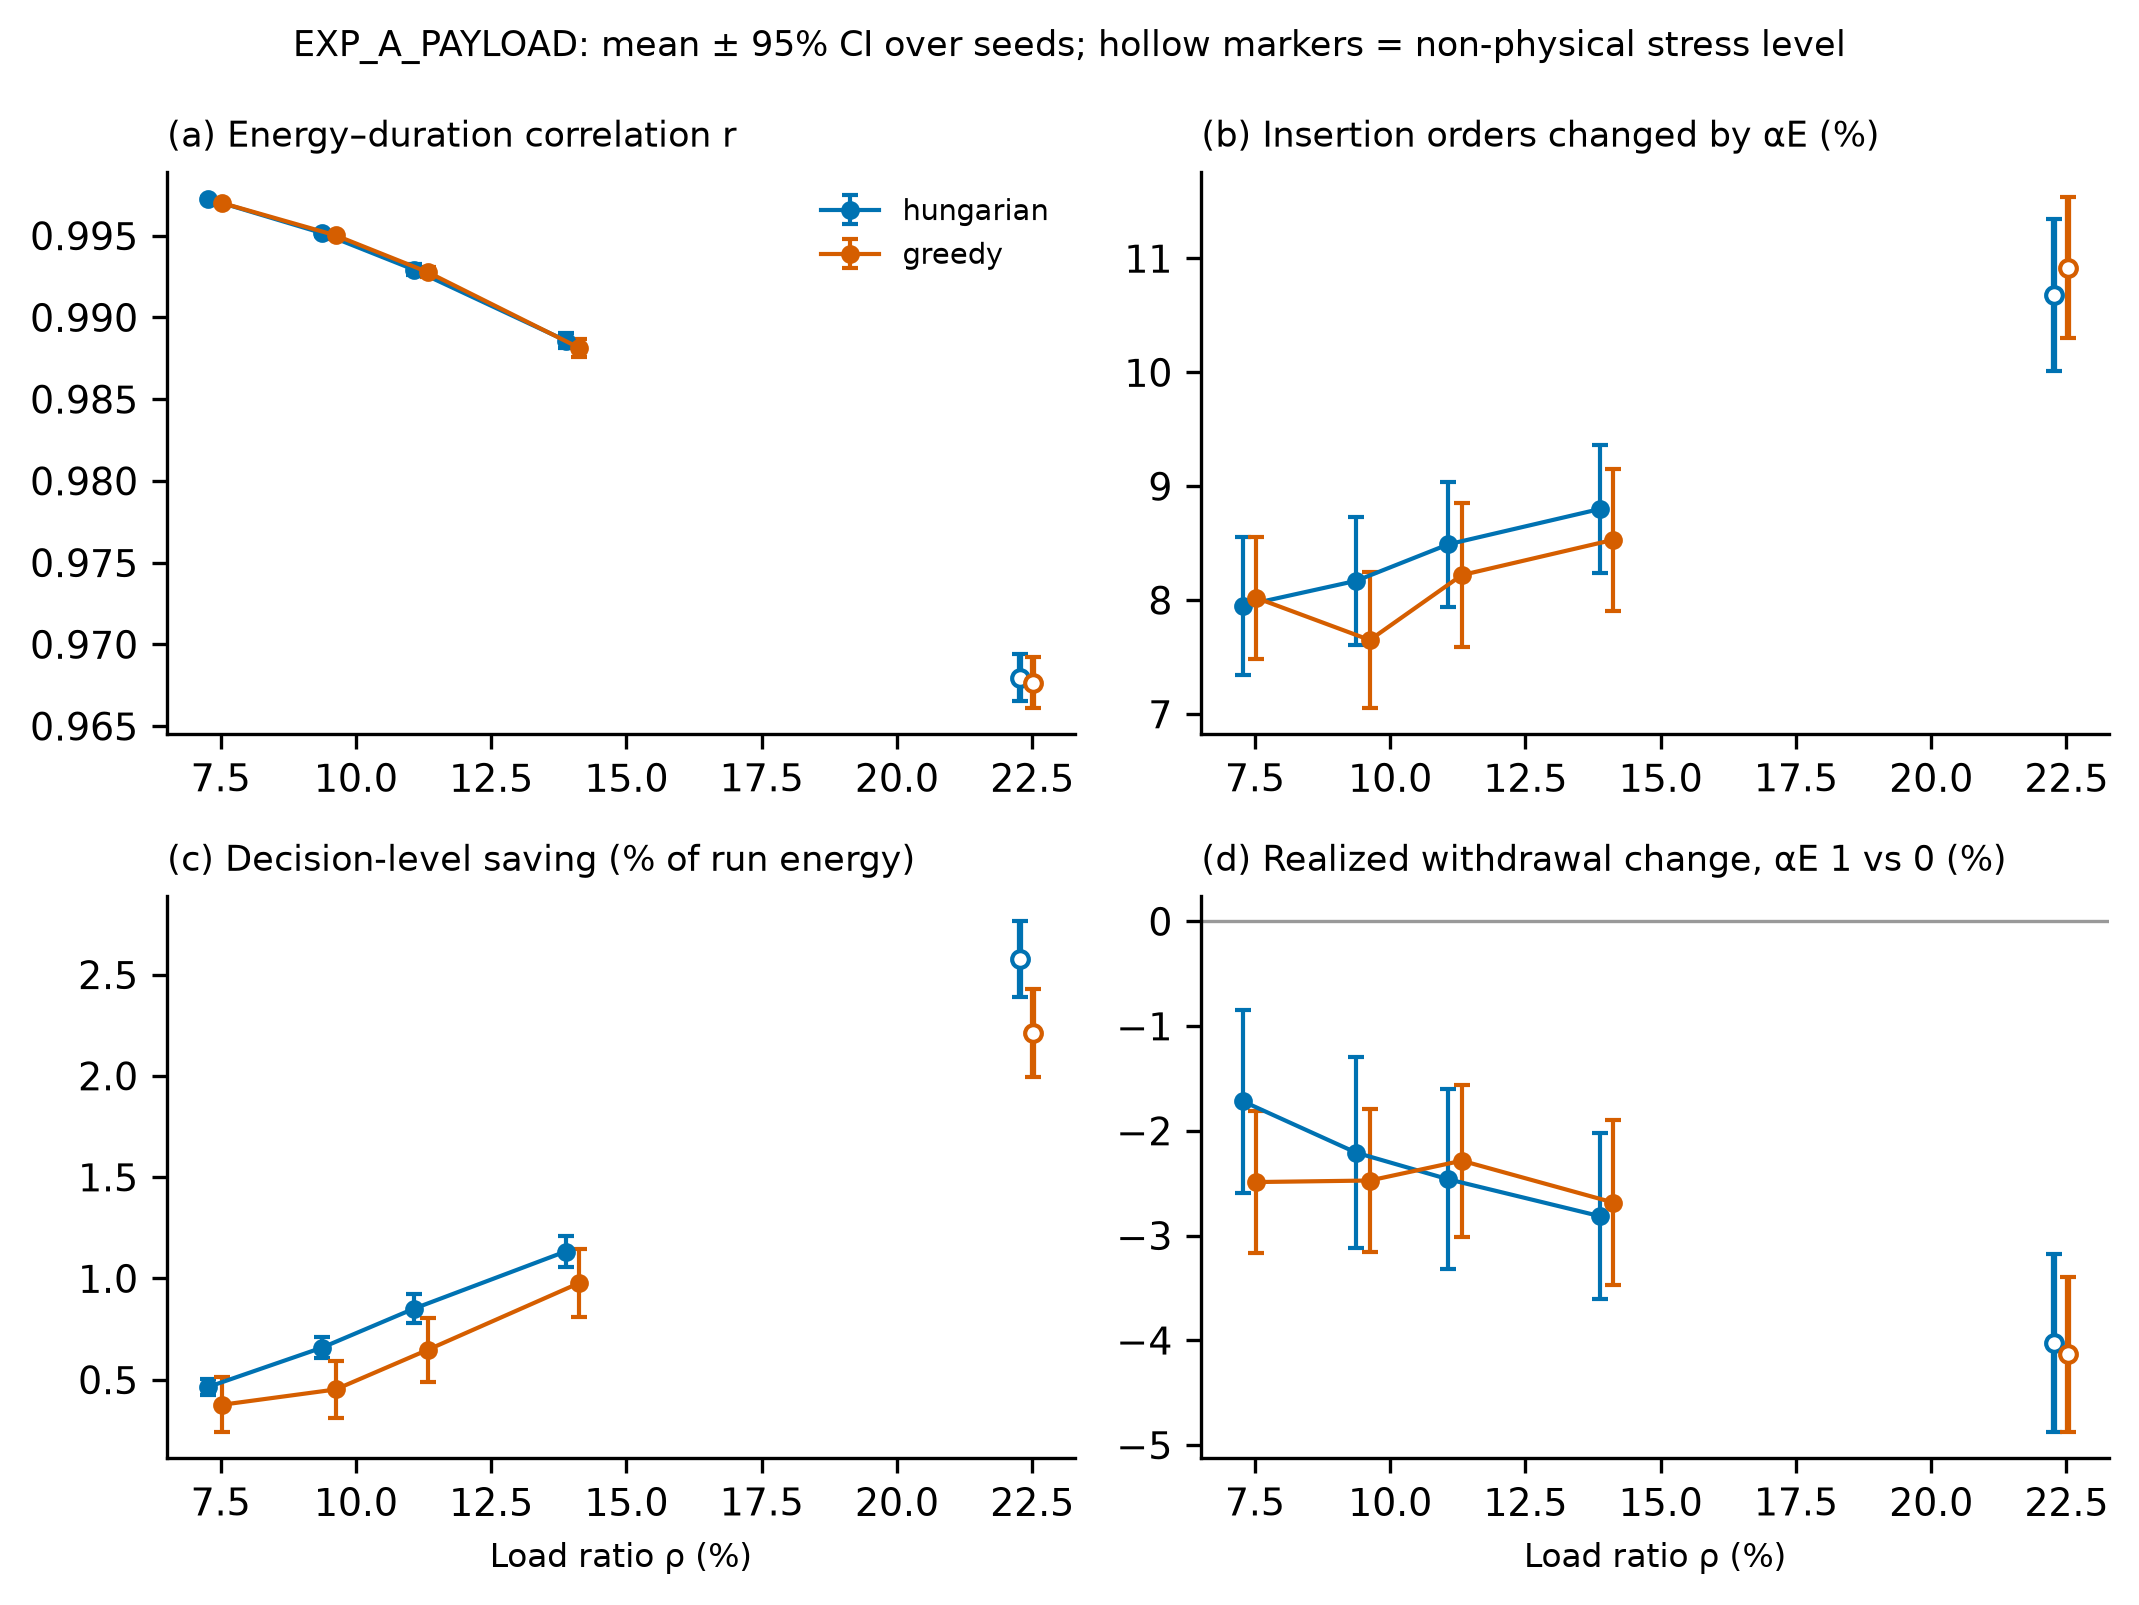 EXP_A_PAYLOAD: mean ± 95% CI over seeds; hollow markers = non-physical stress level
(a) Energy–duration correlation r
0.995
0.990
0.985
0.980
0.975
0.970
0.965
hungarian
greedy
7.5 10.0 12.5 15.0 17.5 20.0 22.5
(b) Insertion orders changed by αE (%)
11
10
9
8
7
7.5 10.0 12.5 15.0 17.5 20.0 22.5
(c) Decision-level saving (% of run energy)
2.5
2.0
1.5
1.0
0.5
7.5 10.0 12.5 15.0 17.5 20.0 22.5
Load ratio ρ (%)
(d) Realized withdrawal change, αE 1 vs 0 (%)
0
−1
−2
−3
−4
−5
7.5 10.0 12.5 15.0 17.5 20.0 22.5
Load ratio ρ (%)